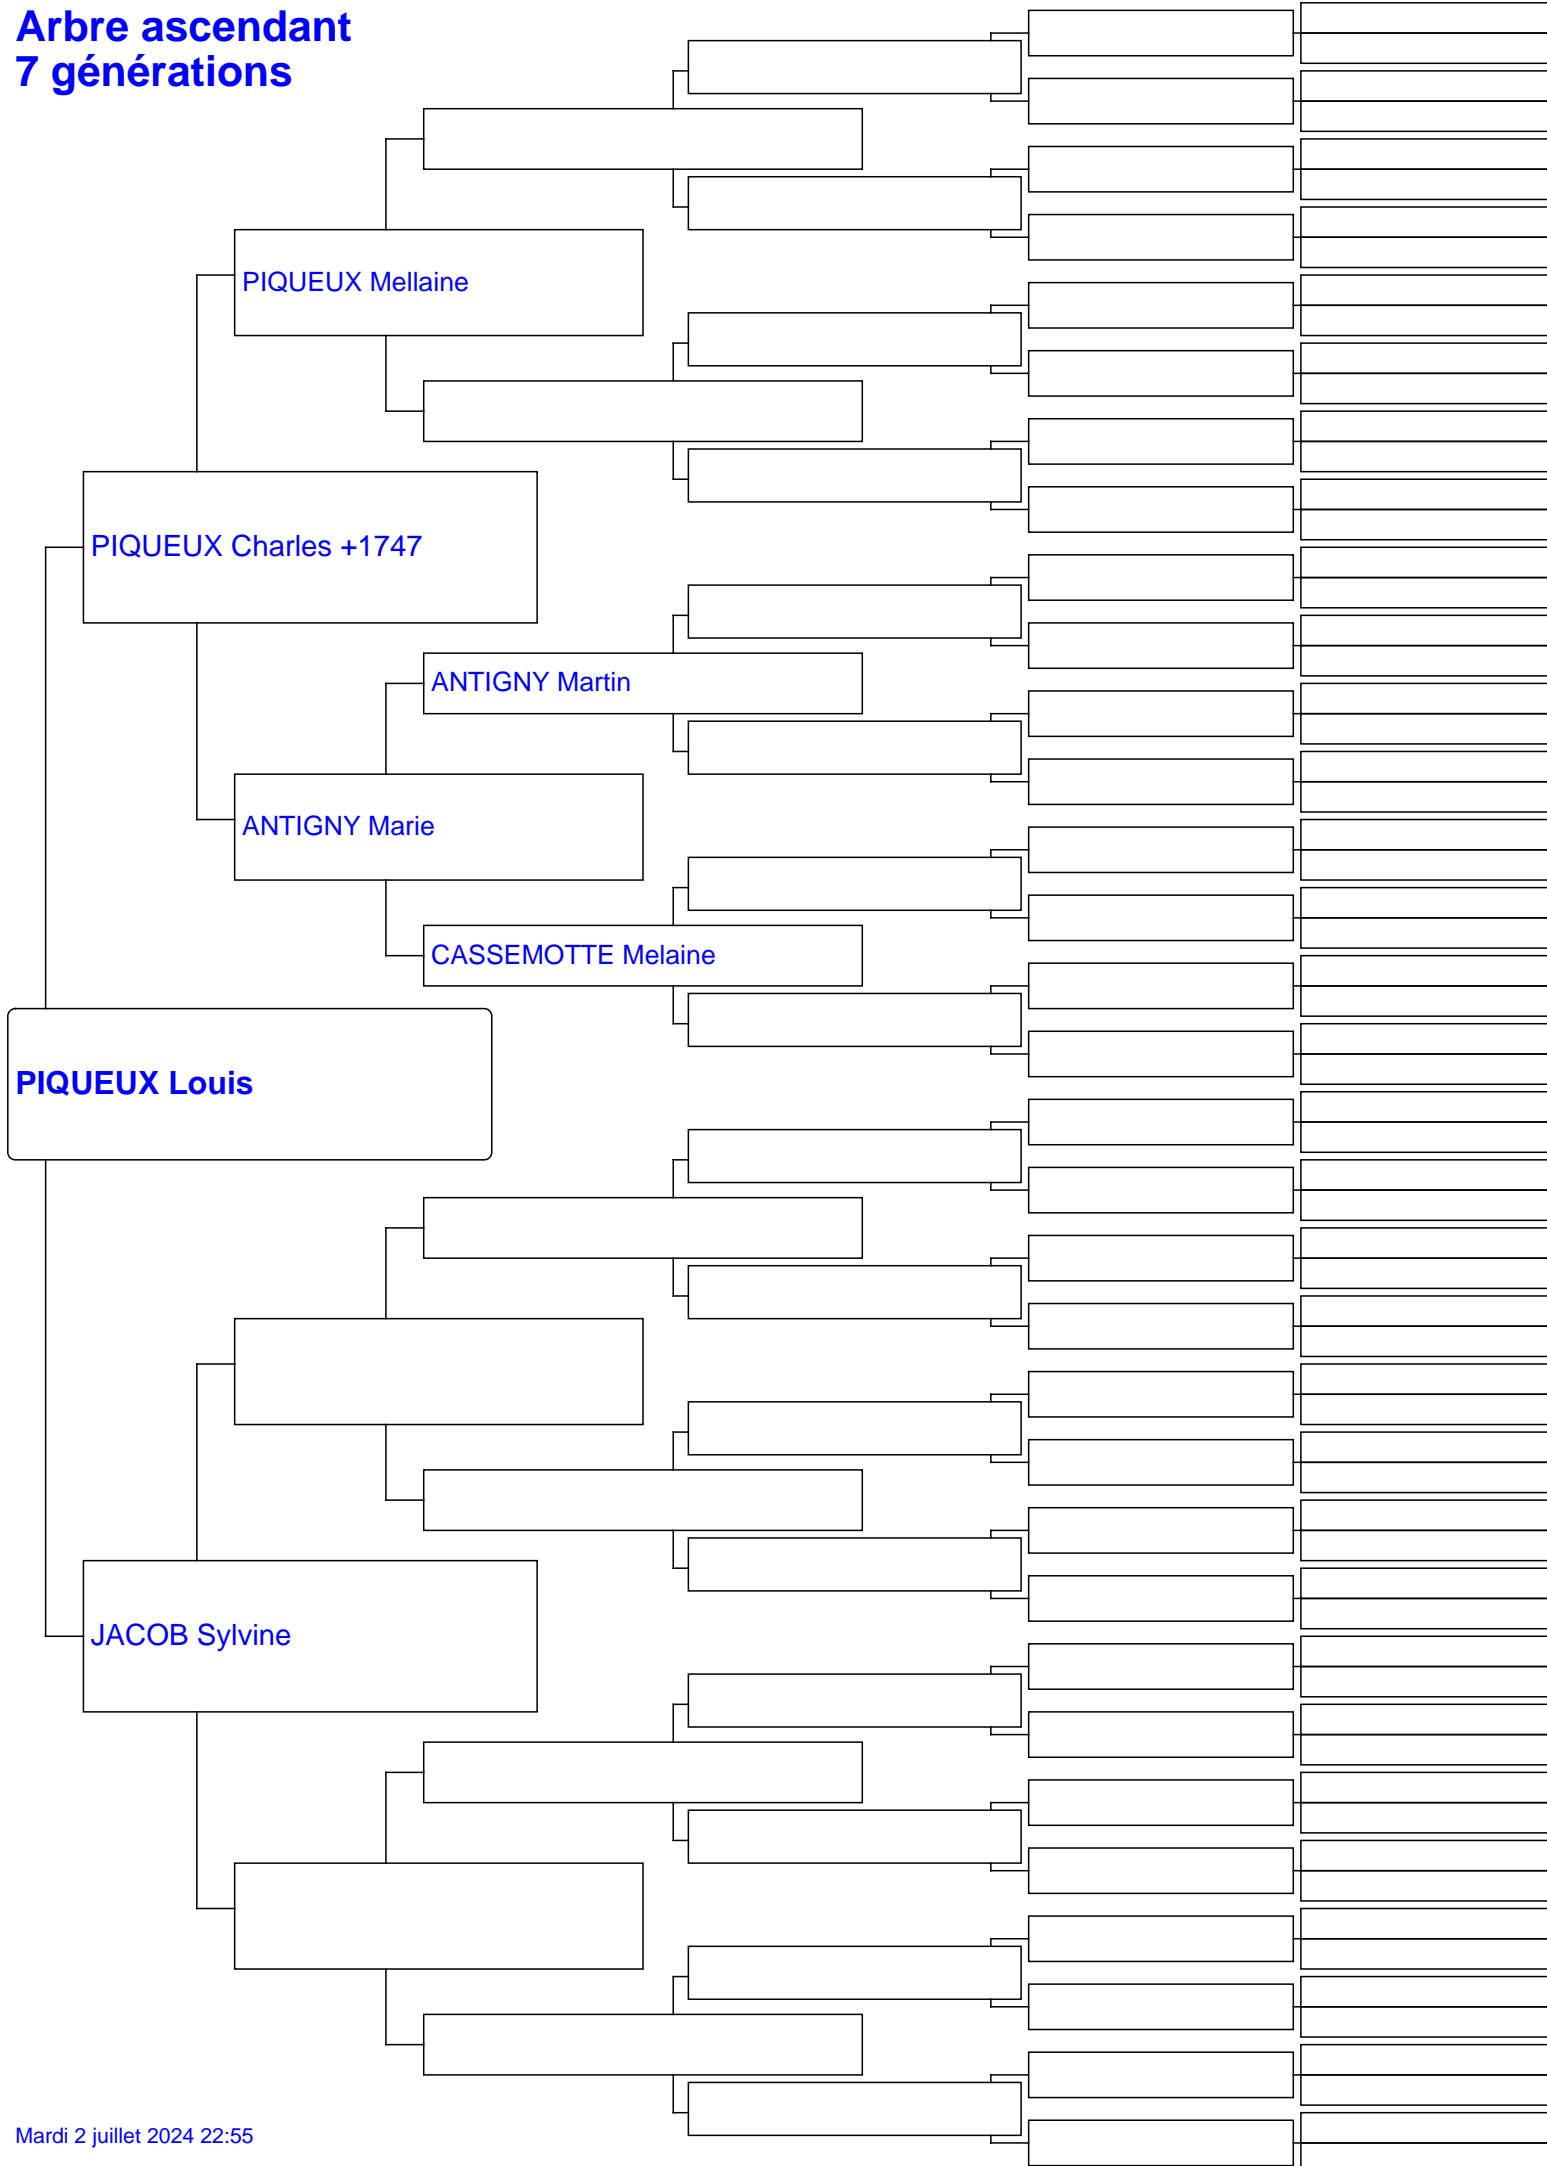 Arbre ascendant
7 générations
PIQUEUX Mellaine
PIQUEUX Charles +1747
ANTIGNY Martin
ANTIGNY Marie
CASSEMOTTE Melaine
PIQUEUX Louis
JACOB Sylvine
Mardi 2 juillet 2024 22:55